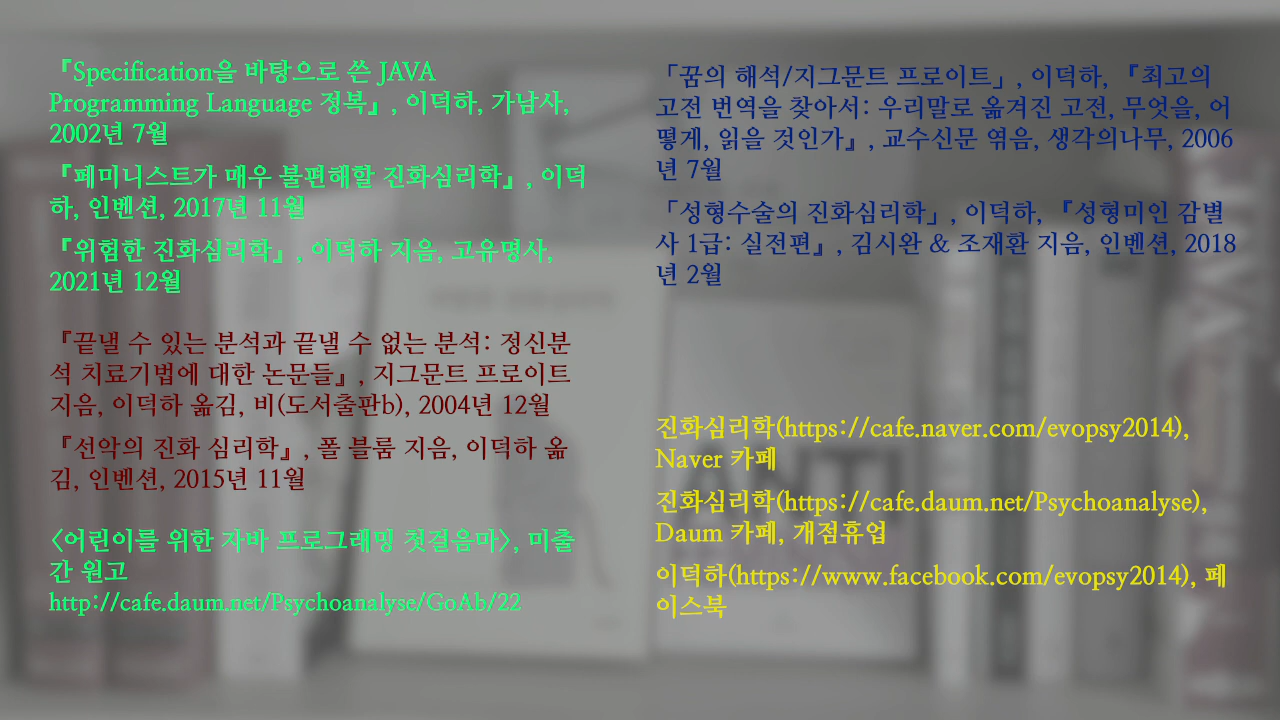 『Specification을 바탕으로 쓴 JAVA
Programming Language 정복』, 이덕하, 가남사,
2002년 7월
『페미니스트가 매우 불편해할 진화심리학』, 이덕
하, 인벤션, 2017년 11월
『위험한 진화심리학』, 이덕하 지음, 고유명사,
2021년 12월
『끝낼 수 있는 분석과 끝낼 수 없는 분석: 정신분
석 치료기법에 대한 논문들』, 지그문트 프로이트
지음, 이덕하 옮김, 비(도서출판b), 2004년 12월
『선악의 진화 심리학』, 폴 블룸 지음, 이덕하 옮
김, 인벤션, 2015년 11월
<어린이를 위한 자바 프로그래밍 첫걸음마>, 미출
간 원고
http://cafe.daum.net/Psychoanalyse/GoAb/22
「꿈의 해석/지그문트 프로이트」, 이덕하, 『최고의
고전 번역을 찾아서: 우리말로 옮겨진 고전, 무엇을, 어
떻게, 읽을 것인가』, 교수신문 엮음, 생각의나무, 2006
년 7월
「성형수술의 진화심리학」, 이덕하, 『성형미인 감별
사 1급: 실전편』, 김시완 & 조재환 지음, 인벤션, 2018
년 2월
진화심리학(https://cafe.naver.com/evopsy2014),
Naver 카페
진화심리학(https://cafe.daum.net/Psychoanalyse),
Daum 카페, 개점휴업
이덕하(https://www.facebook.com/evopsy2014), 페
이스북